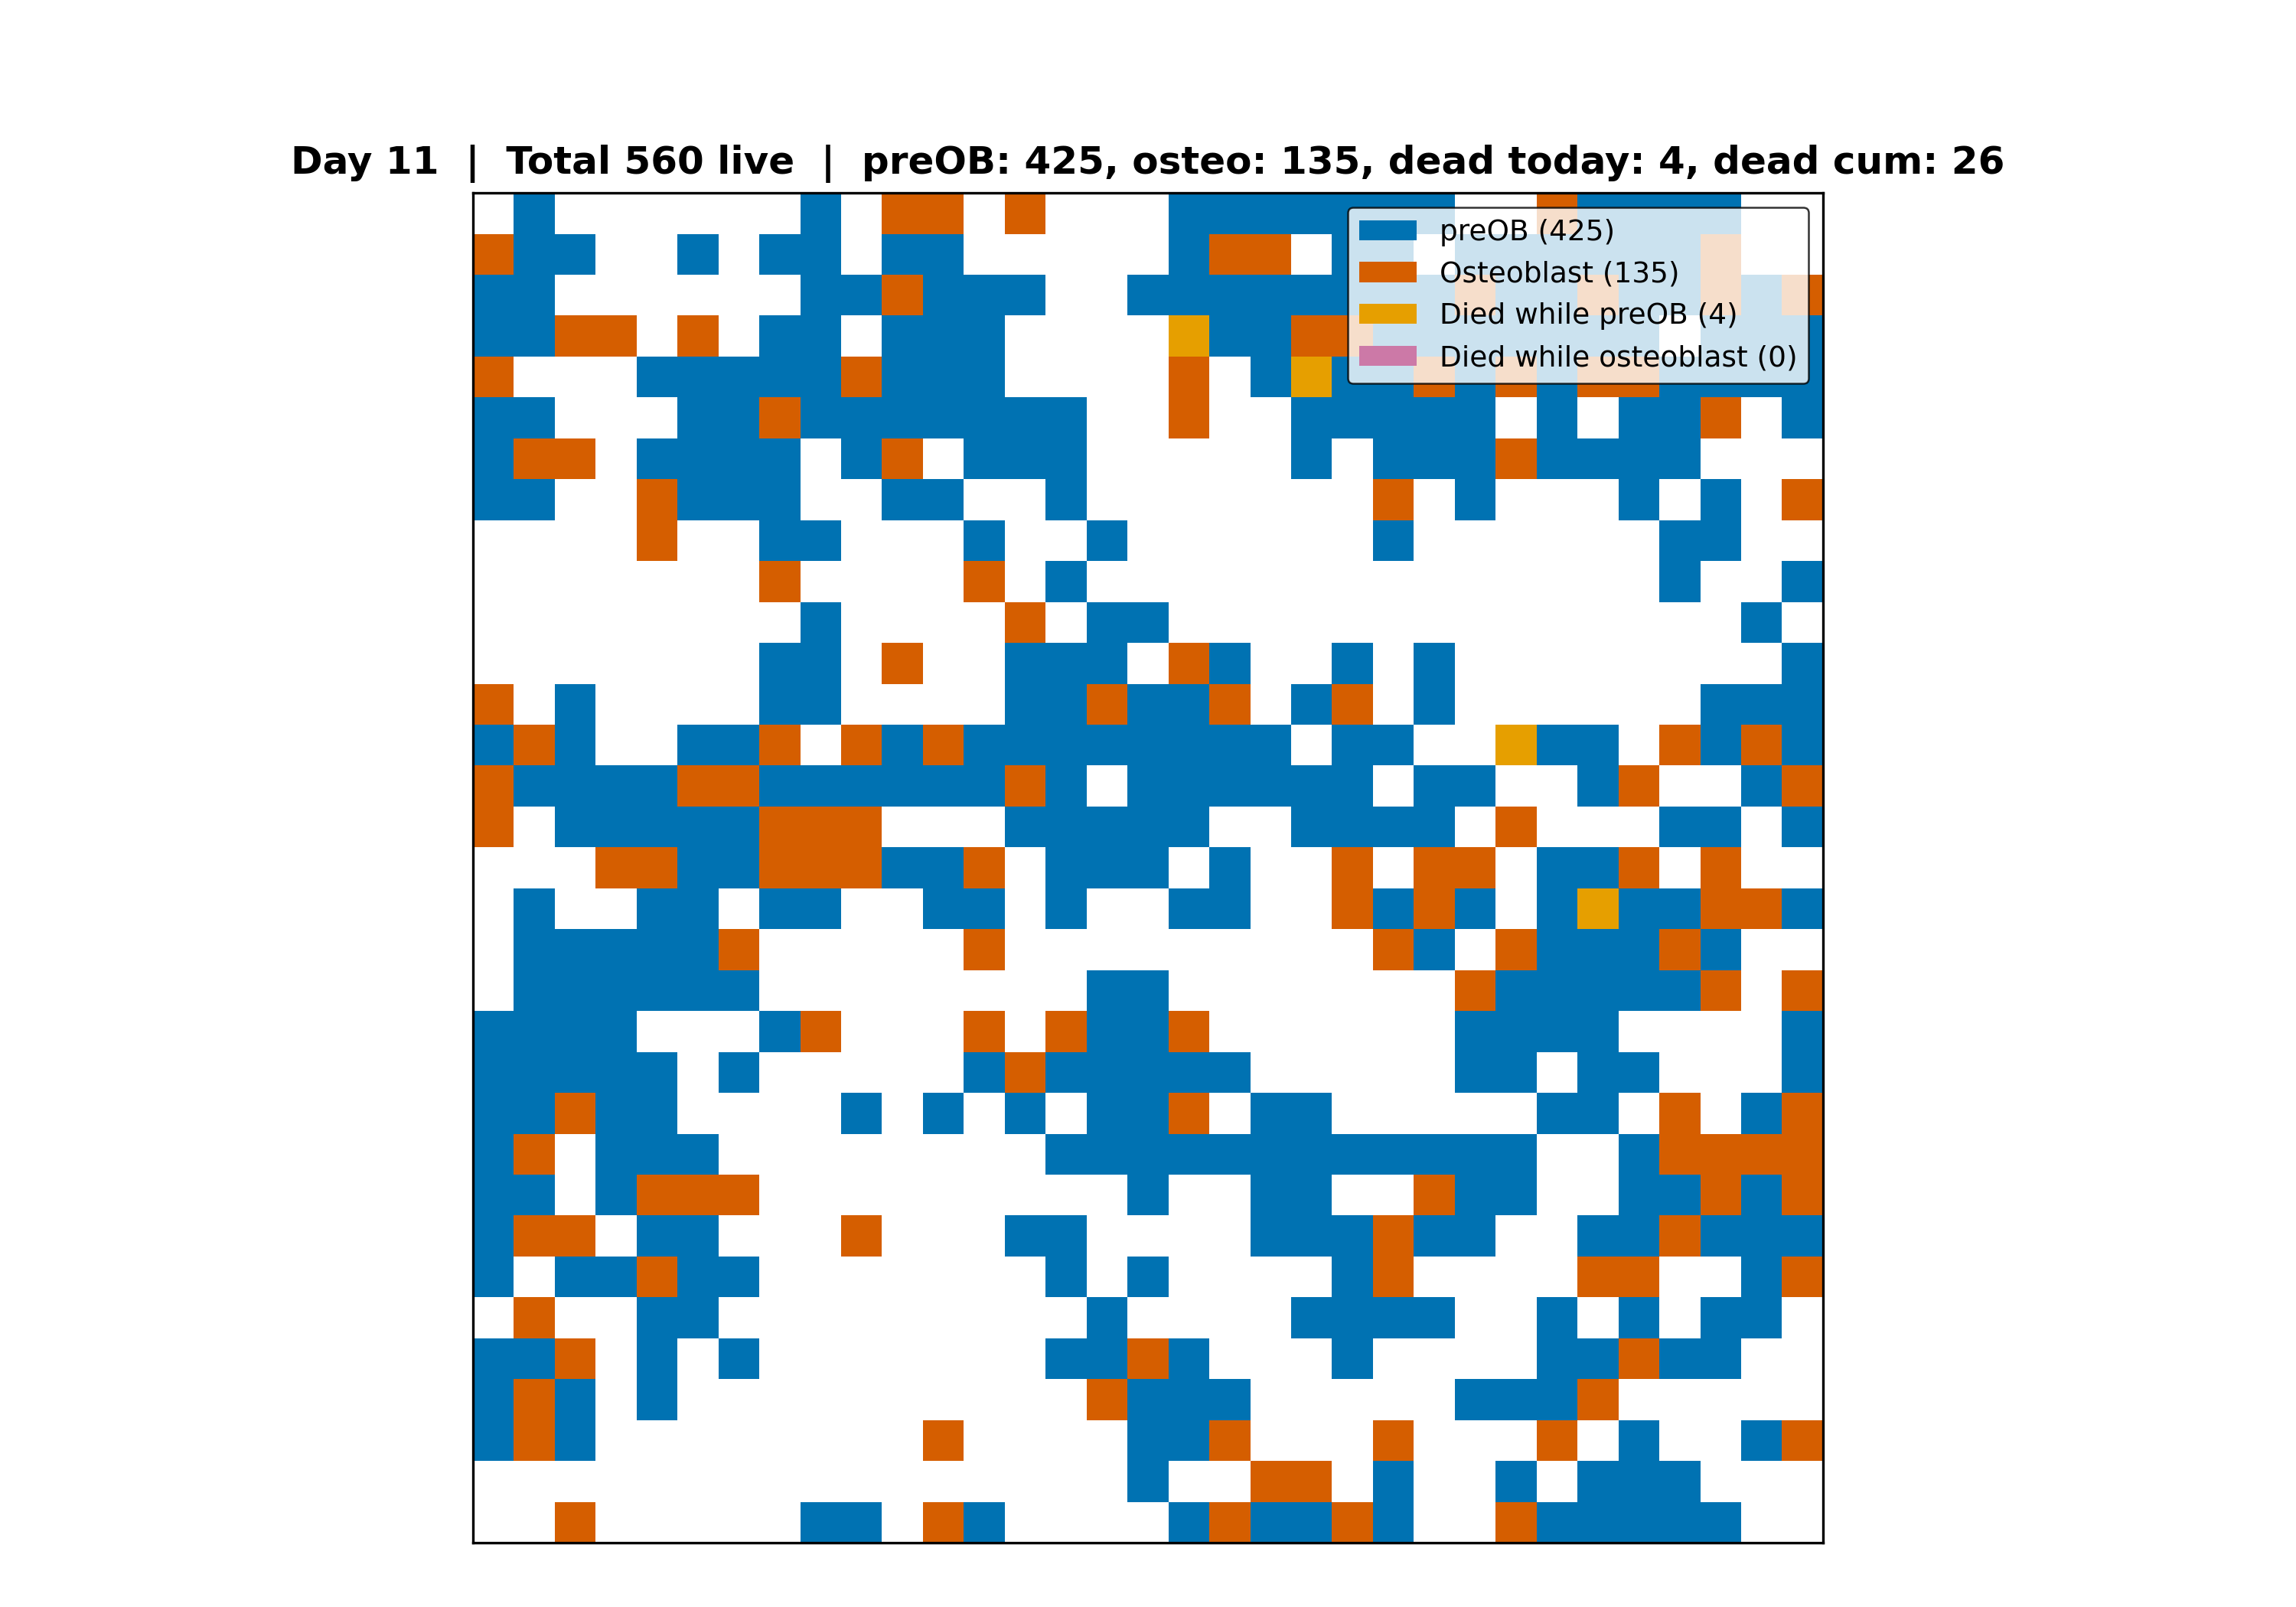 Day 11 | Total 560 live | preOB: 425, osteo: 135, dead today: 4, dead cum: 26
preOB (425)
Osteoblast (135)
Died while preOB (4)
Died while osteoblast (0)